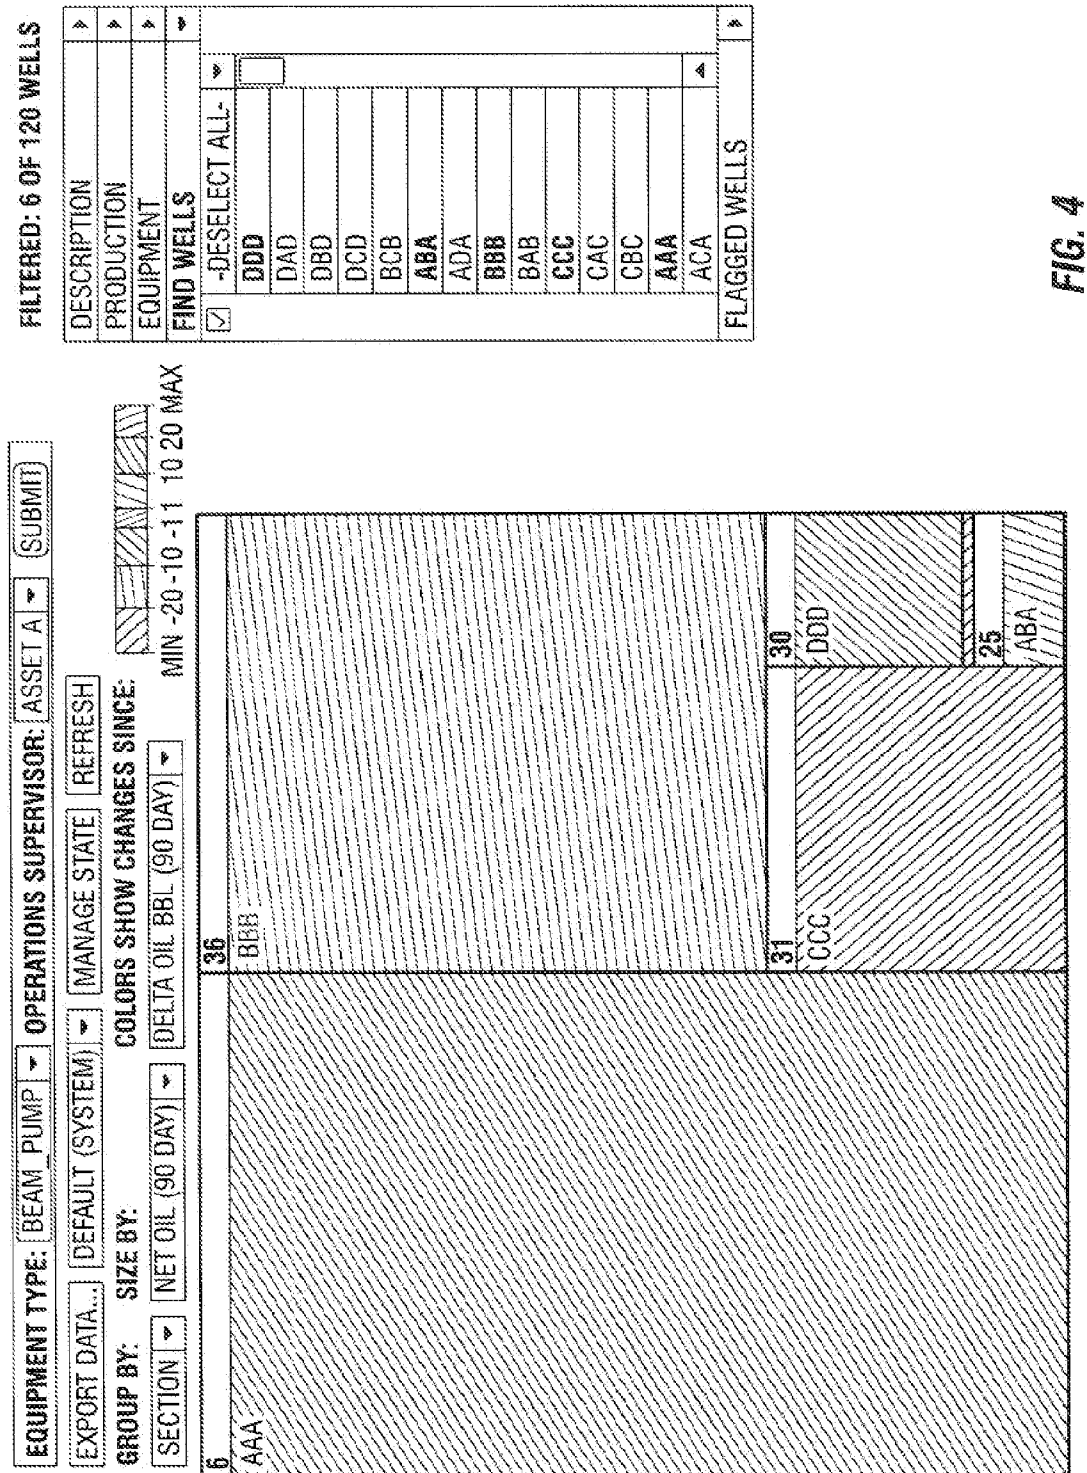 EQUIPMENT TYPE: BEAM_PUMP OPERATIONS SUPERVISOR: ASSET A SUBMIT
EXPORT DATA... DEFAULT (SYSTEM) MANAGE STATE REFRESH
GROUP BY: SIZE BY: COLORS SHOW CHANGES SINCE:
SECTION NET OIL (90 DAY) DELTA OIL BBL (90 DAY)
MIN -20 -10 -11 10 20 MAX
6
AAA
36
BBB
31
CCC
30
DDD
25
ABA
FILTERED: 6 OF 120 WELLS
DESCRIPTION
PRODUCTION
EQUIPMENT
FIND WELLS
-DESELECT ALL-
DDD
DAD
DBD
DCD
BCB
ABA
ADA
BBB
BAB
CCC
CAC
CBC
AAA
ACA
FLAGGED WELLS
FIG. 4